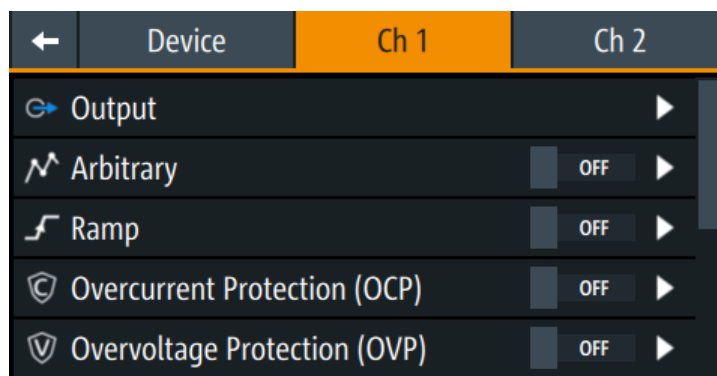 Device Ch 1 Ch 2
Output
Arbitrary OFF
Ramp OFF
Overcurrent Protection (OCP) OFF
Overvoltage Protection (OVP) OFF